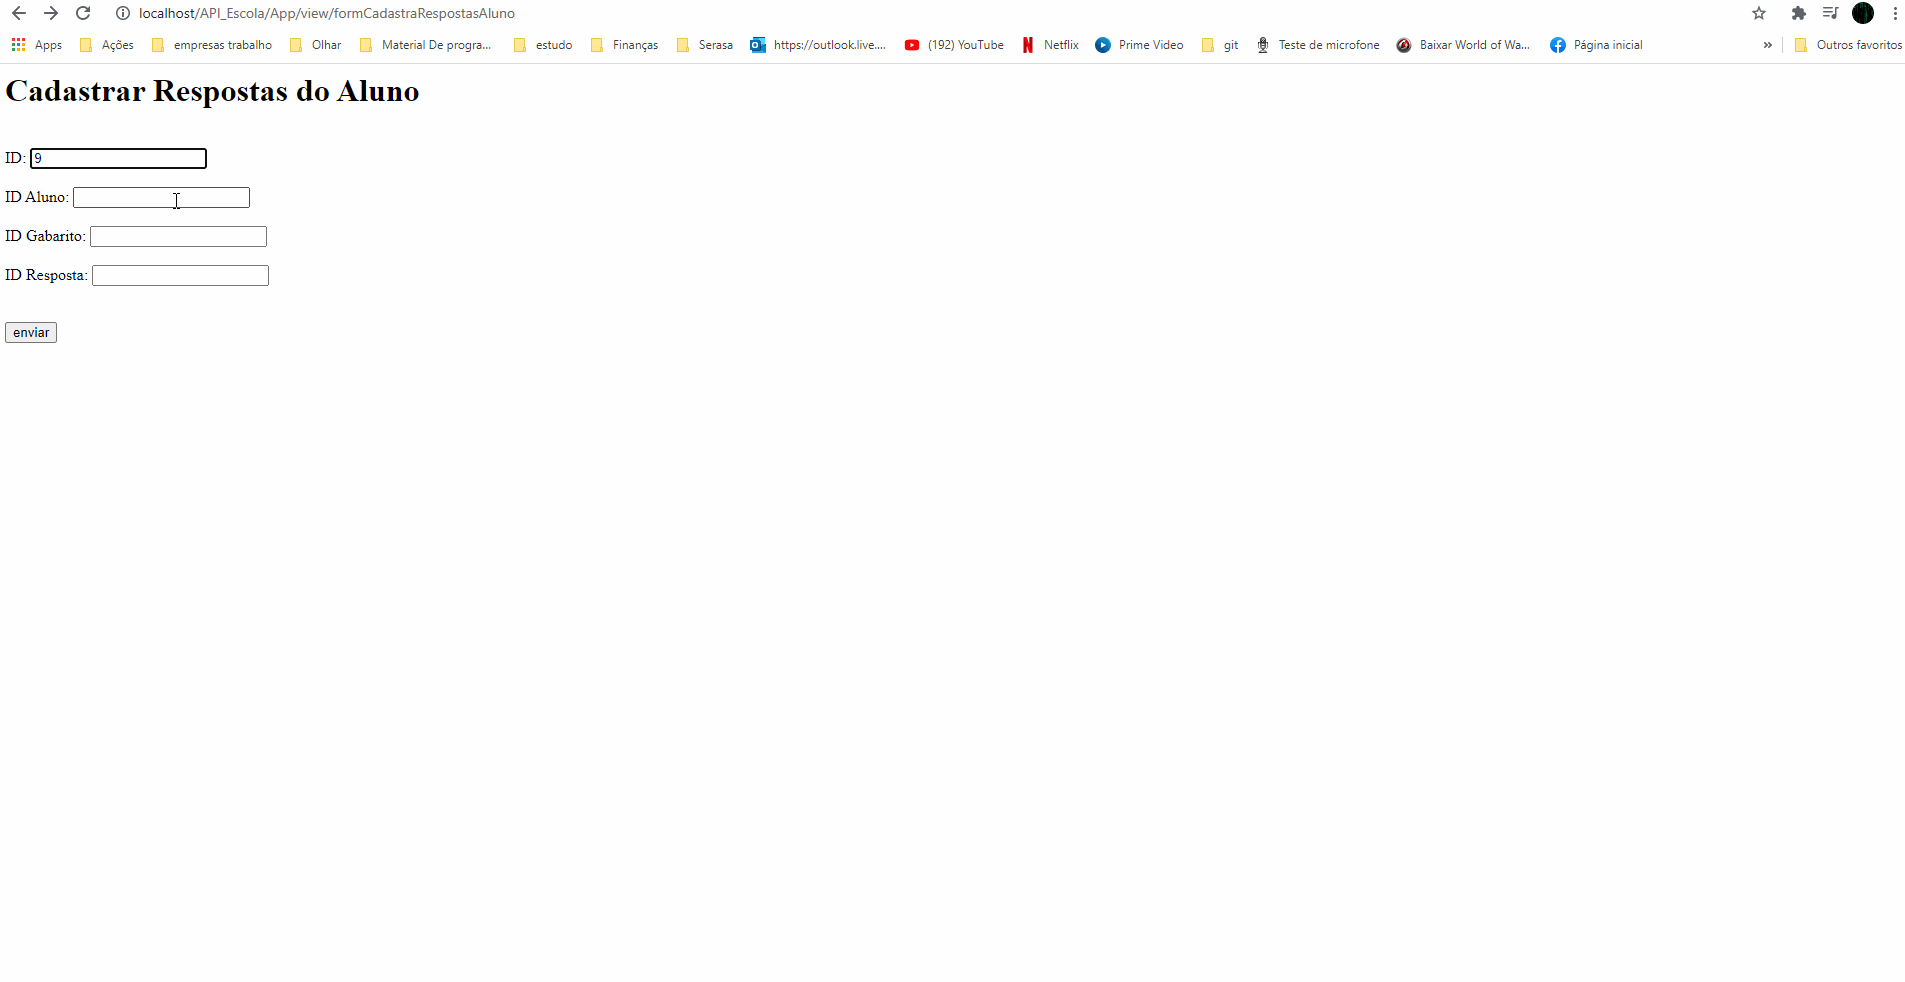 localhost/API_Escola/App/view/formCadastraRespostasAluno
Apps Ações empresas trabalho Olhar Material De progra... estudo Finanças Serasa https://outlook.live.... (192) YouTube Netflix Prime Video git Teste de microfone Baixar World of Wa... Página inicial » Outros favoritos
Cadastrar Respostas do Aluno
ID: 9
ID Aluno:
ID Gabarito:
ID Resposta:
enviar